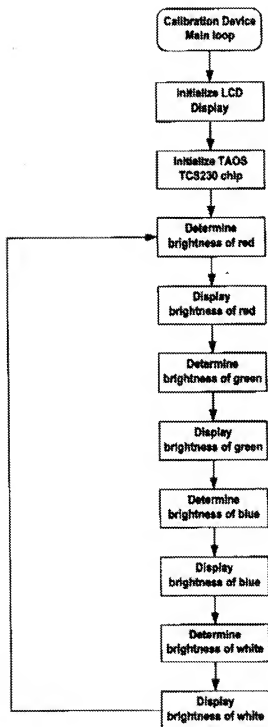 Calibration Device
Main loop
Initialize LCD
Display
Initialize TAOS
TCS230 chip
Determine
brightness of red
Display
brightness of red
Determine
brightness of green
Display
brightness of green
Determine
brightness of blue
Display
brightness of blue
Determine
brightness of white
Display
brightness of white